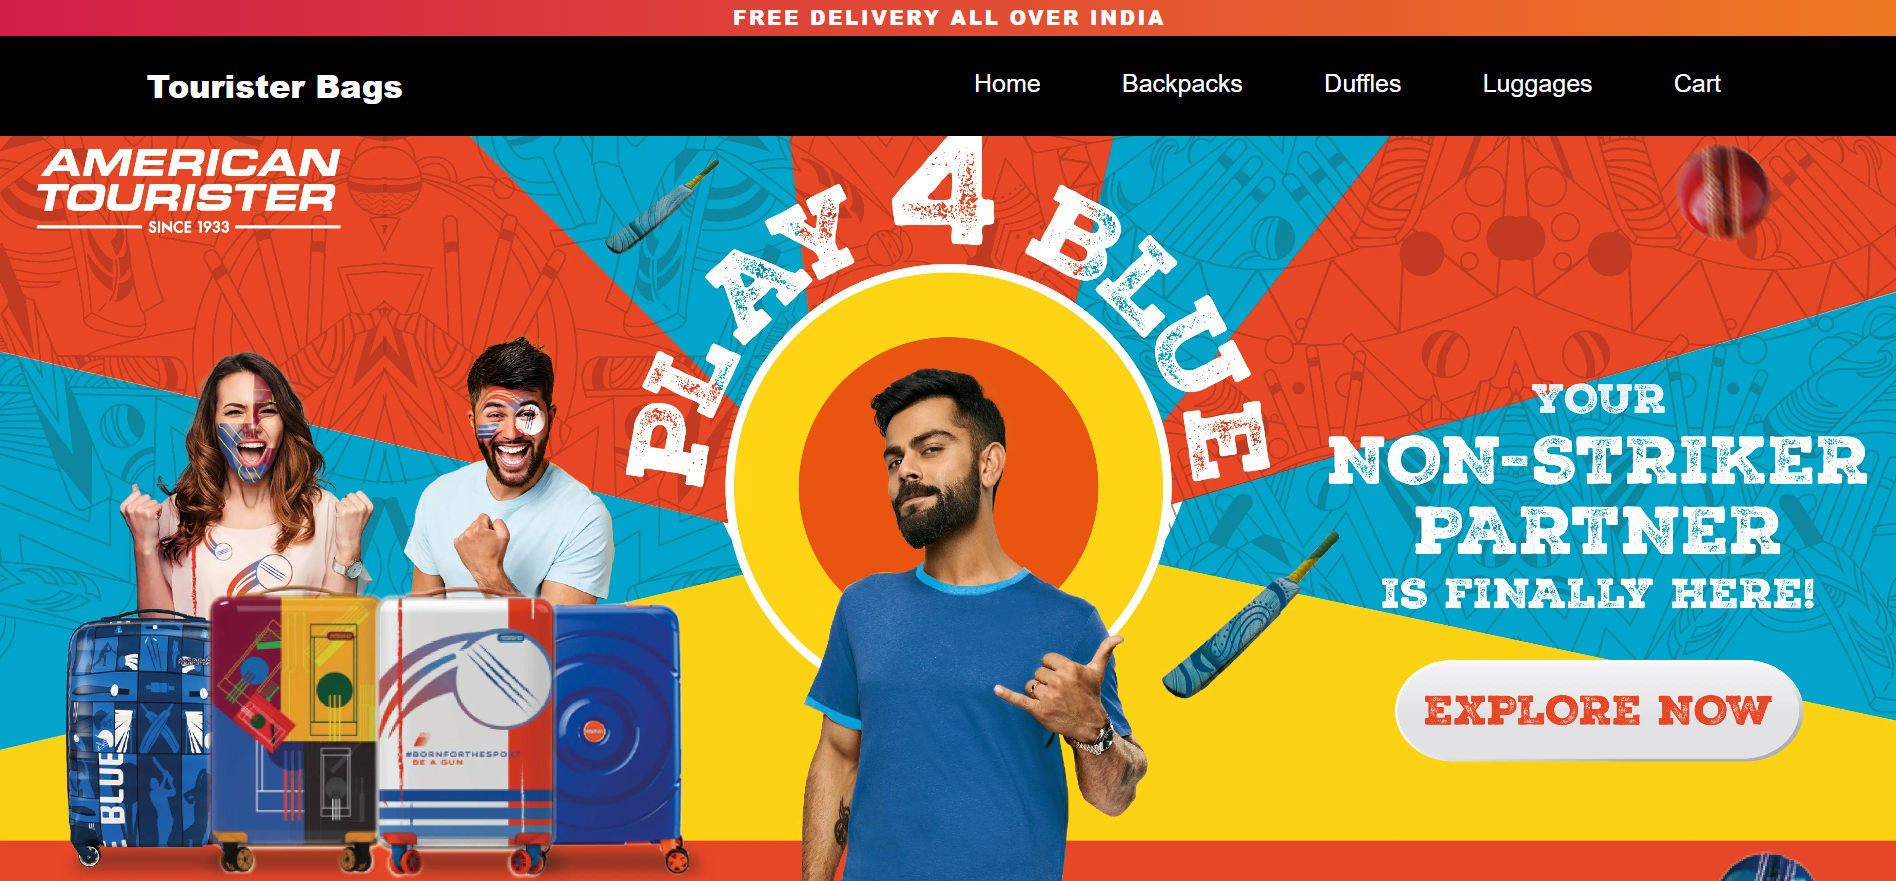 FREE DELIVERY ALL OVER INDIA
Tourister Bags
Home
Backpacks
Duffles
Luggages
Cart
AMERICAN
TOURISTER
SINCE 1933
PLAY 4 BLUE
YOUR
NON-STRIKER
PARTNER
IS FINALLY HERE!
EXPLORE NOW
BLUE
#BORNFORTHESPORT
BE A GUN